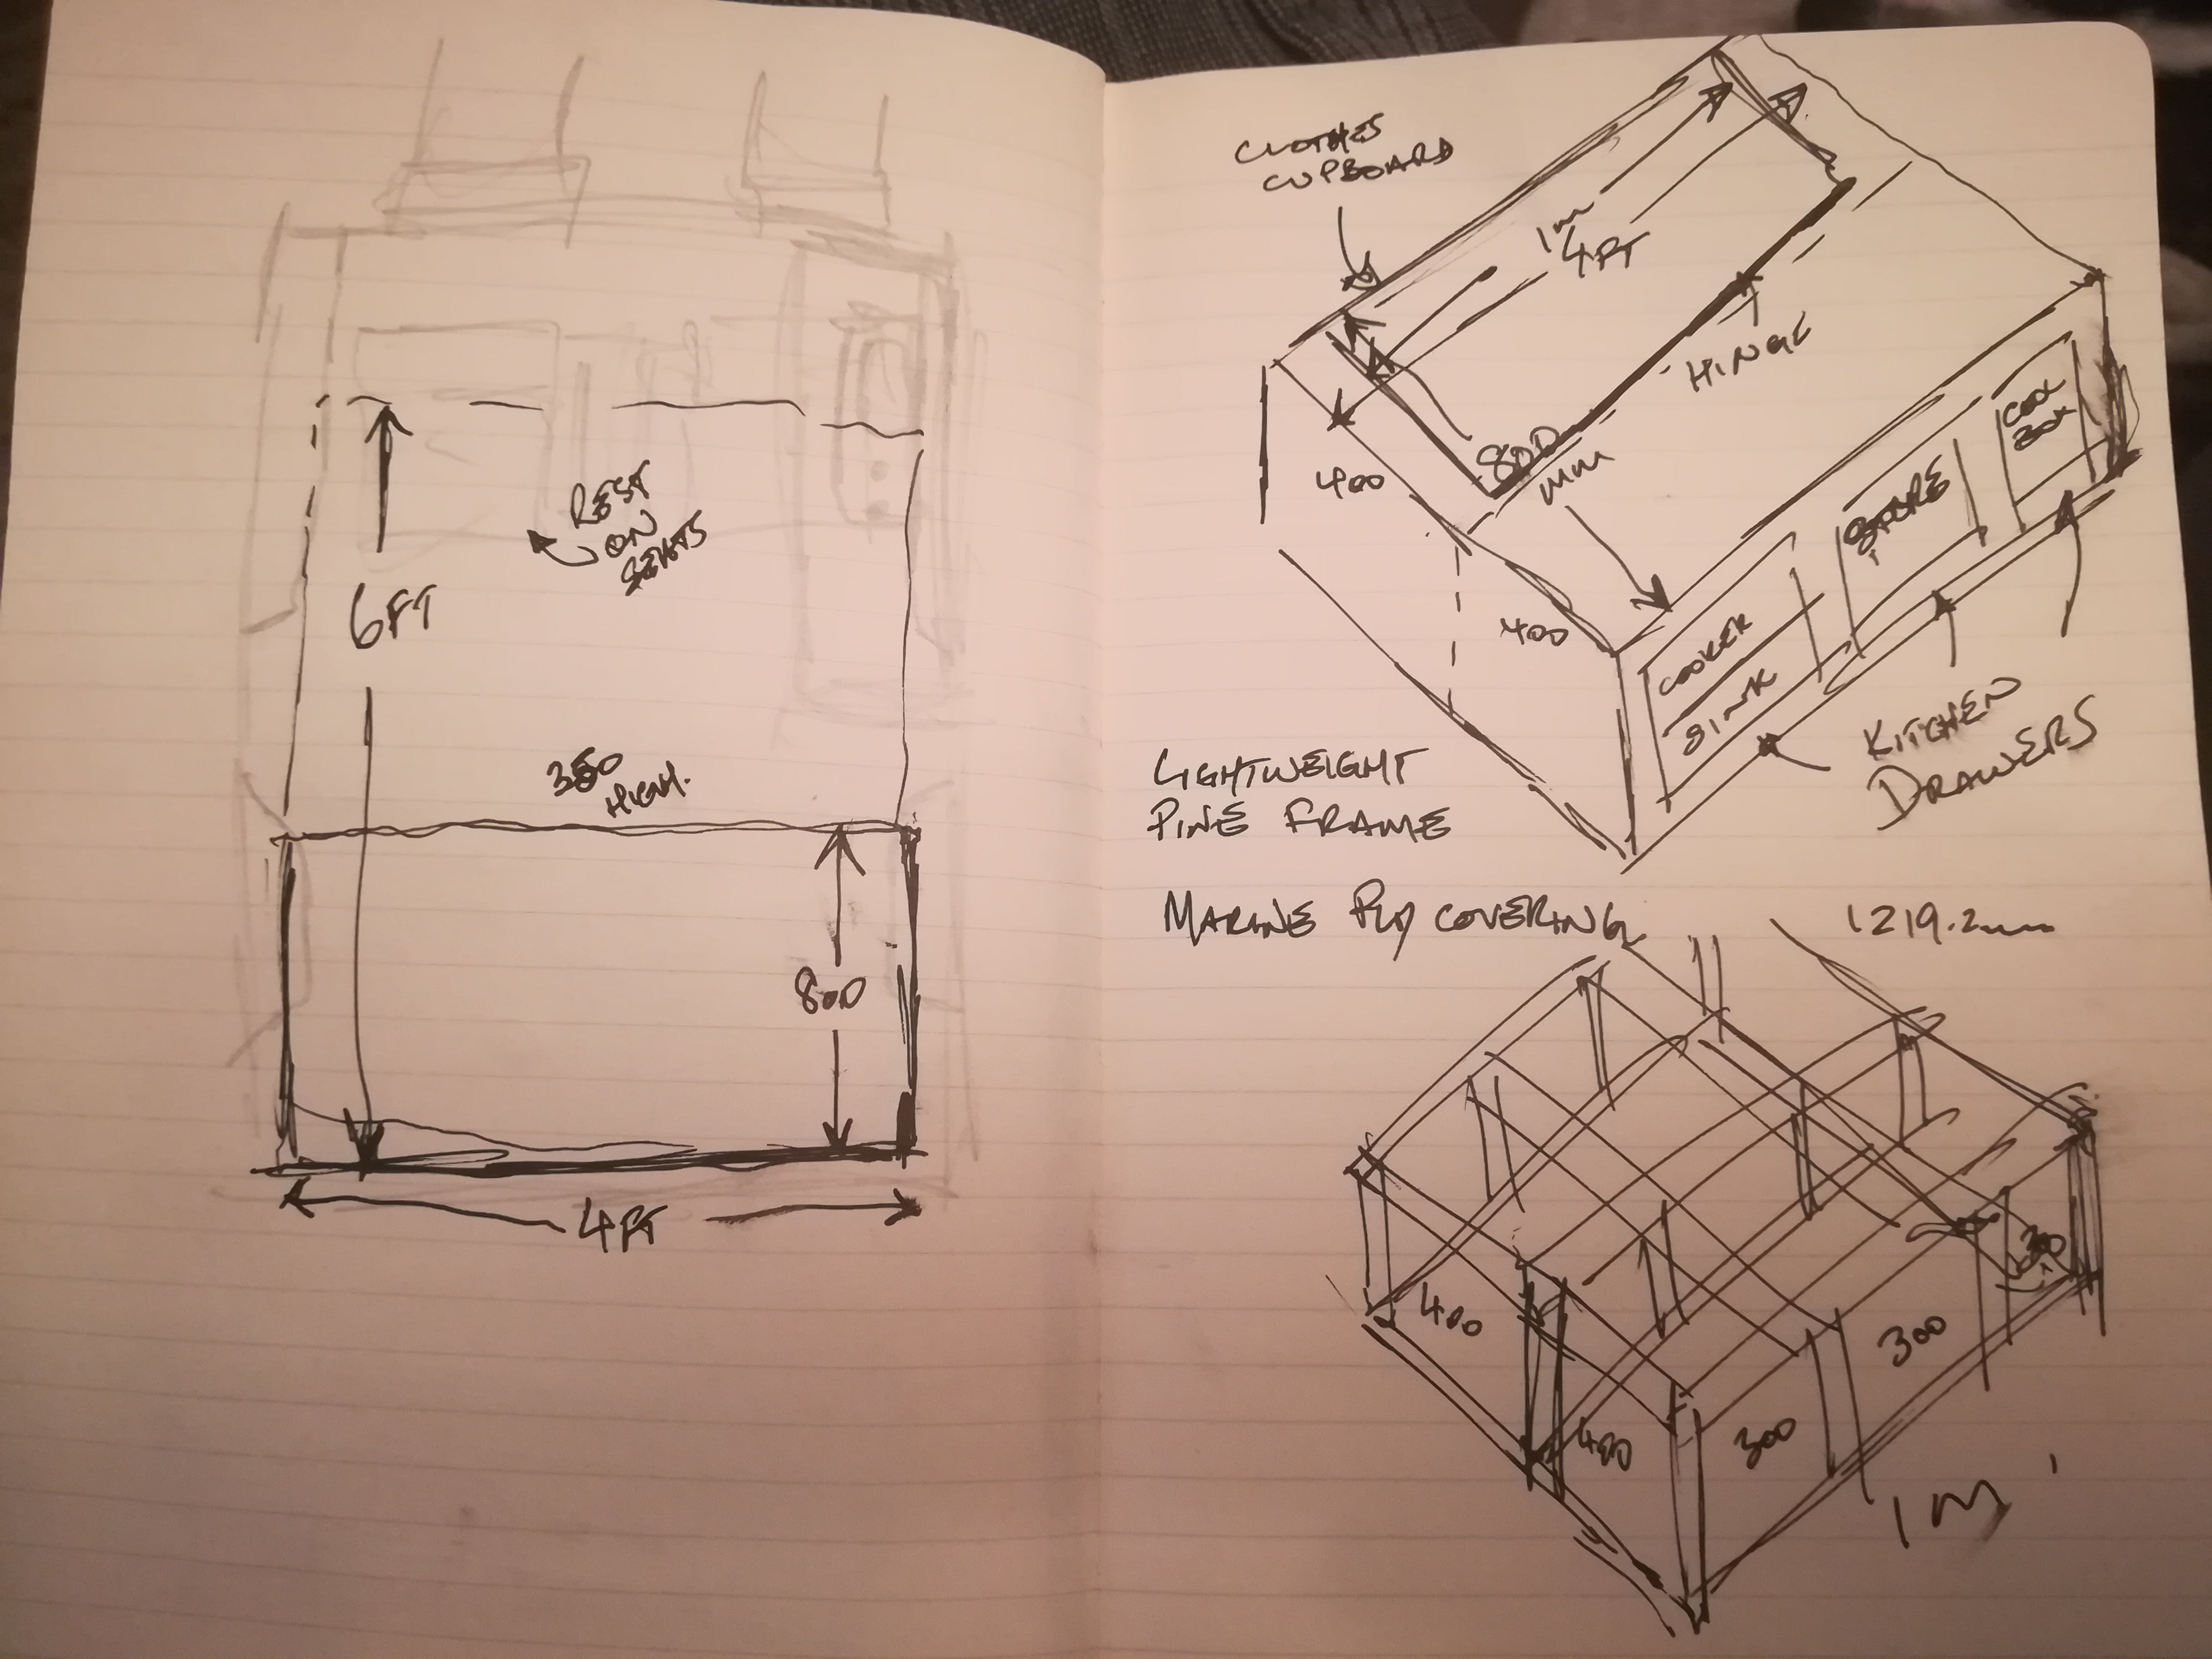 REST
ON
SEATS
6FT
350
HIGH.
800
4FT
CLOTHES
CUPBOARD
1m
4FT
HINGE
800
mm
400
400
COOL
BOX
STORE
COOKER
SINK
KITCHEN
DRAWERS
LIGHTWEIGHT
PINE FRAME
MARINE PLY COVERING
1219.2mm
400
400
300
300
300
1m